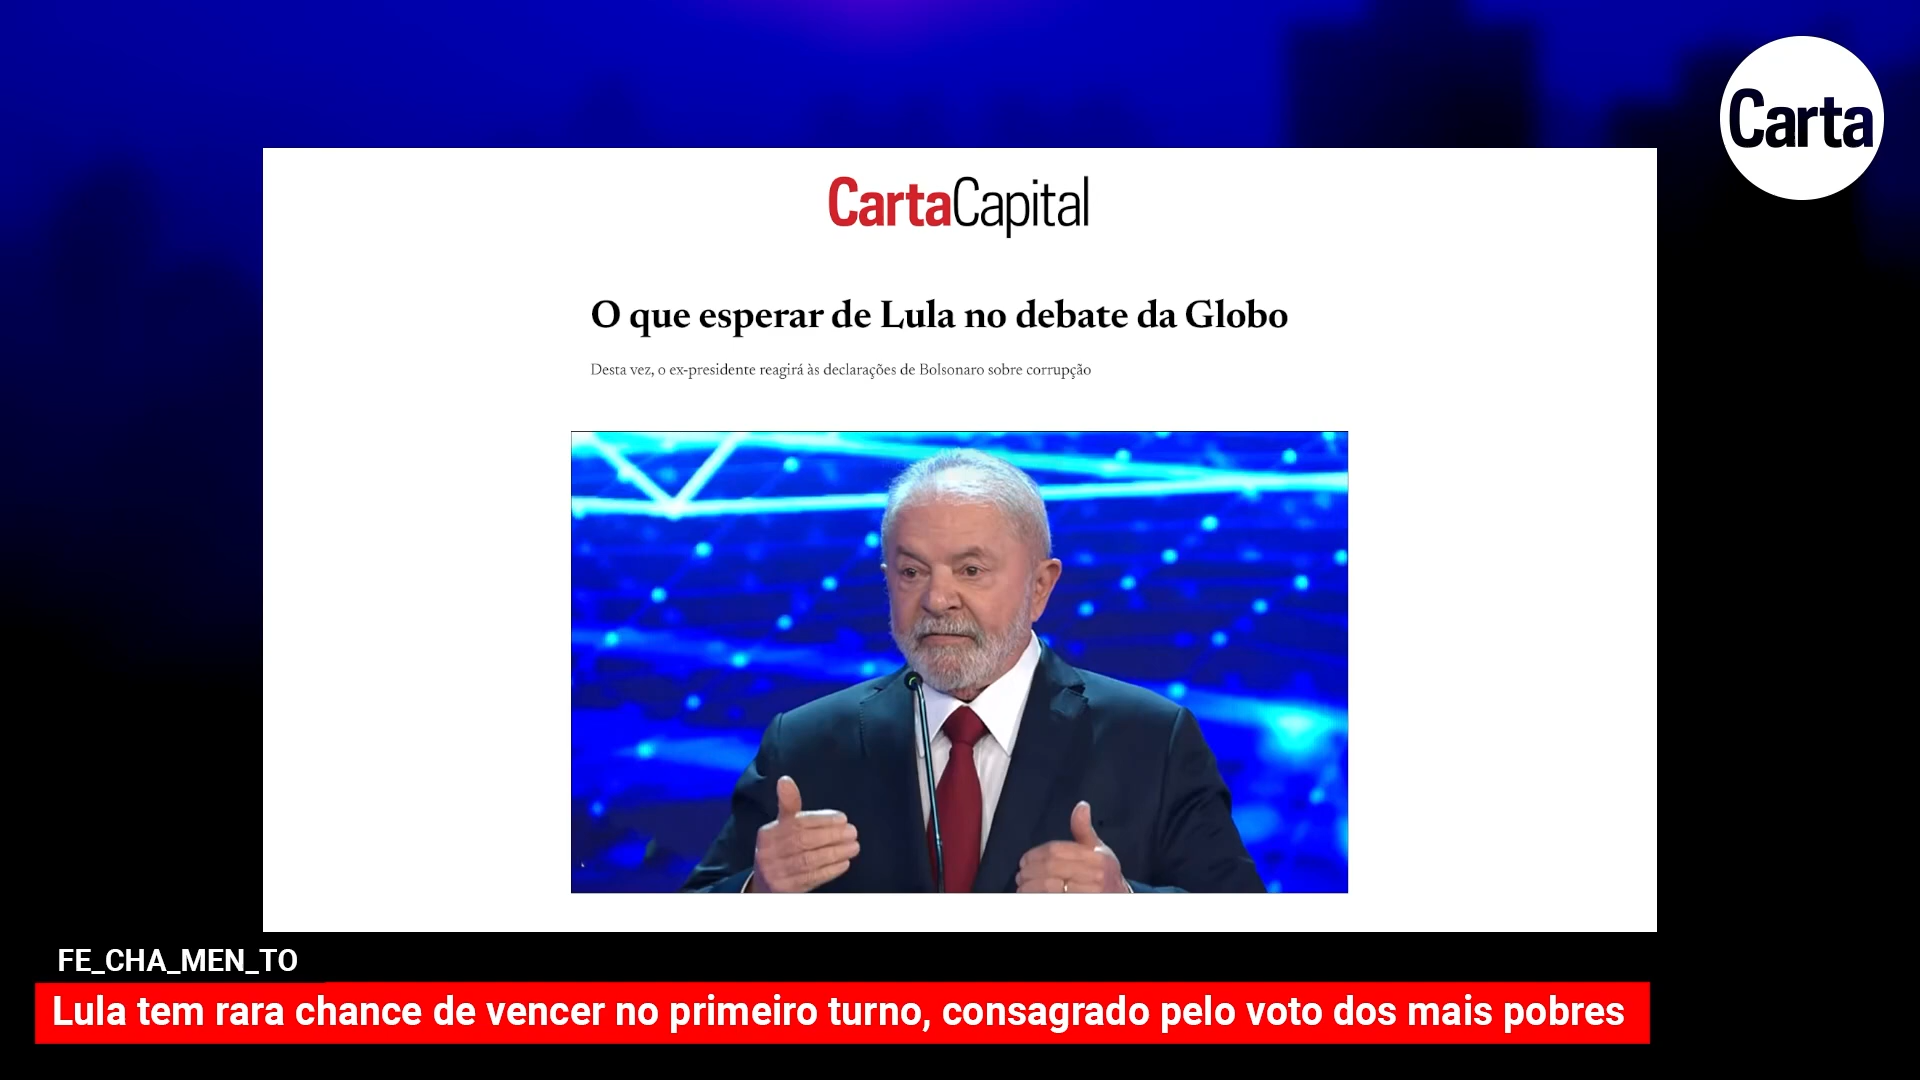 Carta
CartaCapital
O que esperar de Lula no debate da Globo
Desta vez, o ex-presidente reagirá às declarações de Bolsonaro sobre corrupção
FE_CHA_MEN_TO
Lula tem rara chance de vencer no primeiro turno, consagrado pelo voto dos mais pobres